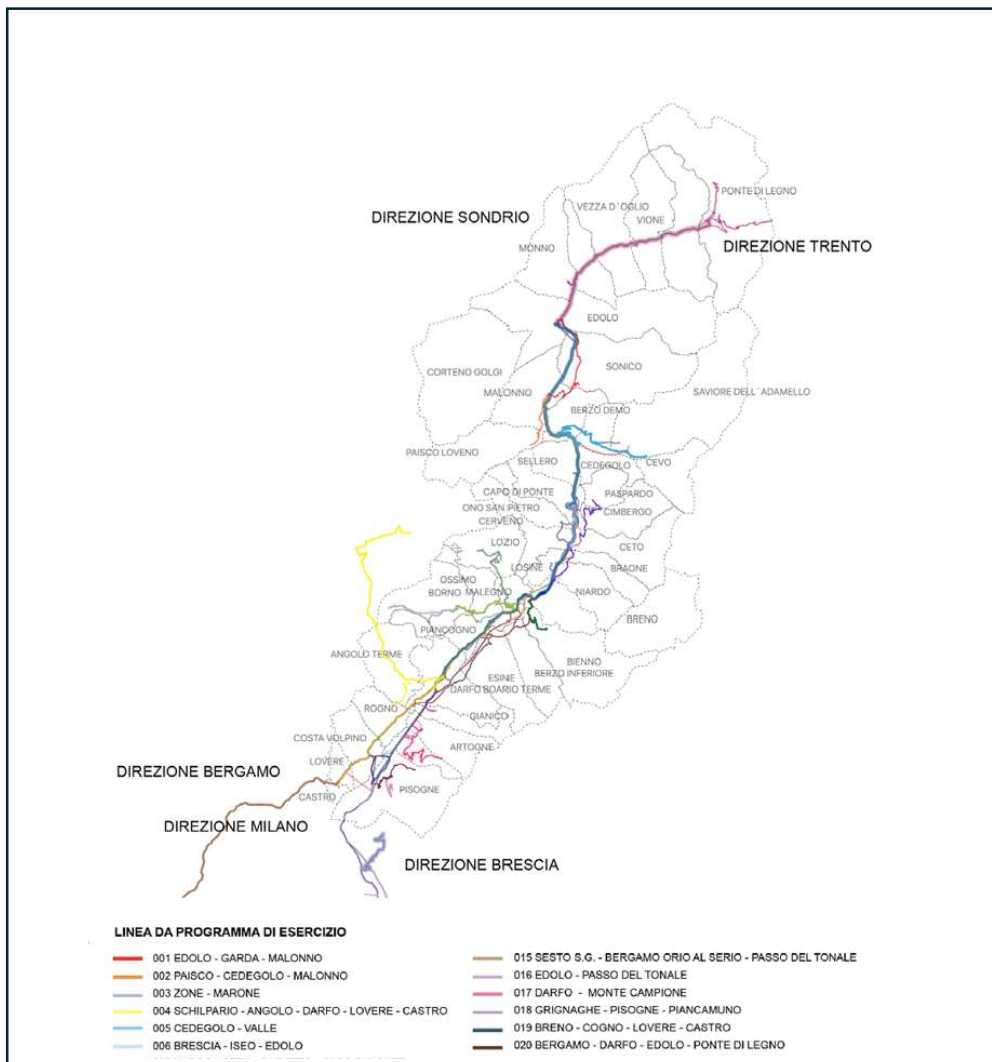 PONTE DI LEGNO
VEZZA D´OGLIO
DIREZIONE SONDRIO
VIONE
DIREZIONE TRENTO
MONNO
EDOLO
SONICO
CORTENO GOLGI
SAVIORE DELL´ADAMELLO
MALONNO
BERZO DEMO
PAISCO LOVENO
SELLERO
CEDEGOLO
CEVO
CAPO DI PONTE
PASPARDO
ONO SAN PIETRO
CIMBERGO
CERVENO
LOZIO
CETO
LOSINE
BRAONE
OSSIMO
BORNO
MALEGNO
NIARDO
BRENO
PIANCOGNO
ANGOLO TERME
BIENNO
ESINE
BERZO INFERIORE
DARFO BOARIO TERME
ROGNO
GIANICO
COSTA VOLPINO
ARTOGNE
LOVERE
DIREZIONE BERGAMO
CASTRO
PISOGNE
DIREZIONE MILANO
DIREZIONE BRESCIA
LINEA DA PROGRAMMA DI ESERCIZIO
001 EDOLO - GARDA - MALONNO
002 PAISCO - CEDEGOLO - MALONNO
003 ZONE - MARONE
004 SCHILPARIO - ANGOLO - DARFO - LOVERE - CASTRO
005 CEDEGOLO - VALLE
006 BRESCIA - ISEO - EDOLO
015 SESTO S.G. - BERGAMO ORIO AL SERIO - PASSO DEL TONALE
016 EDOLO - PASSO DEL TONALE
017 DARFO - MONTE CAMPIONE
018 GRIGNAGHE - PISOGNE - PIANCAMUNO
019 BRENO - COGNO - LOVERE - CASTRO
020 BERGAMO - DARFO - EDOLO - PONTE DI LEGNO